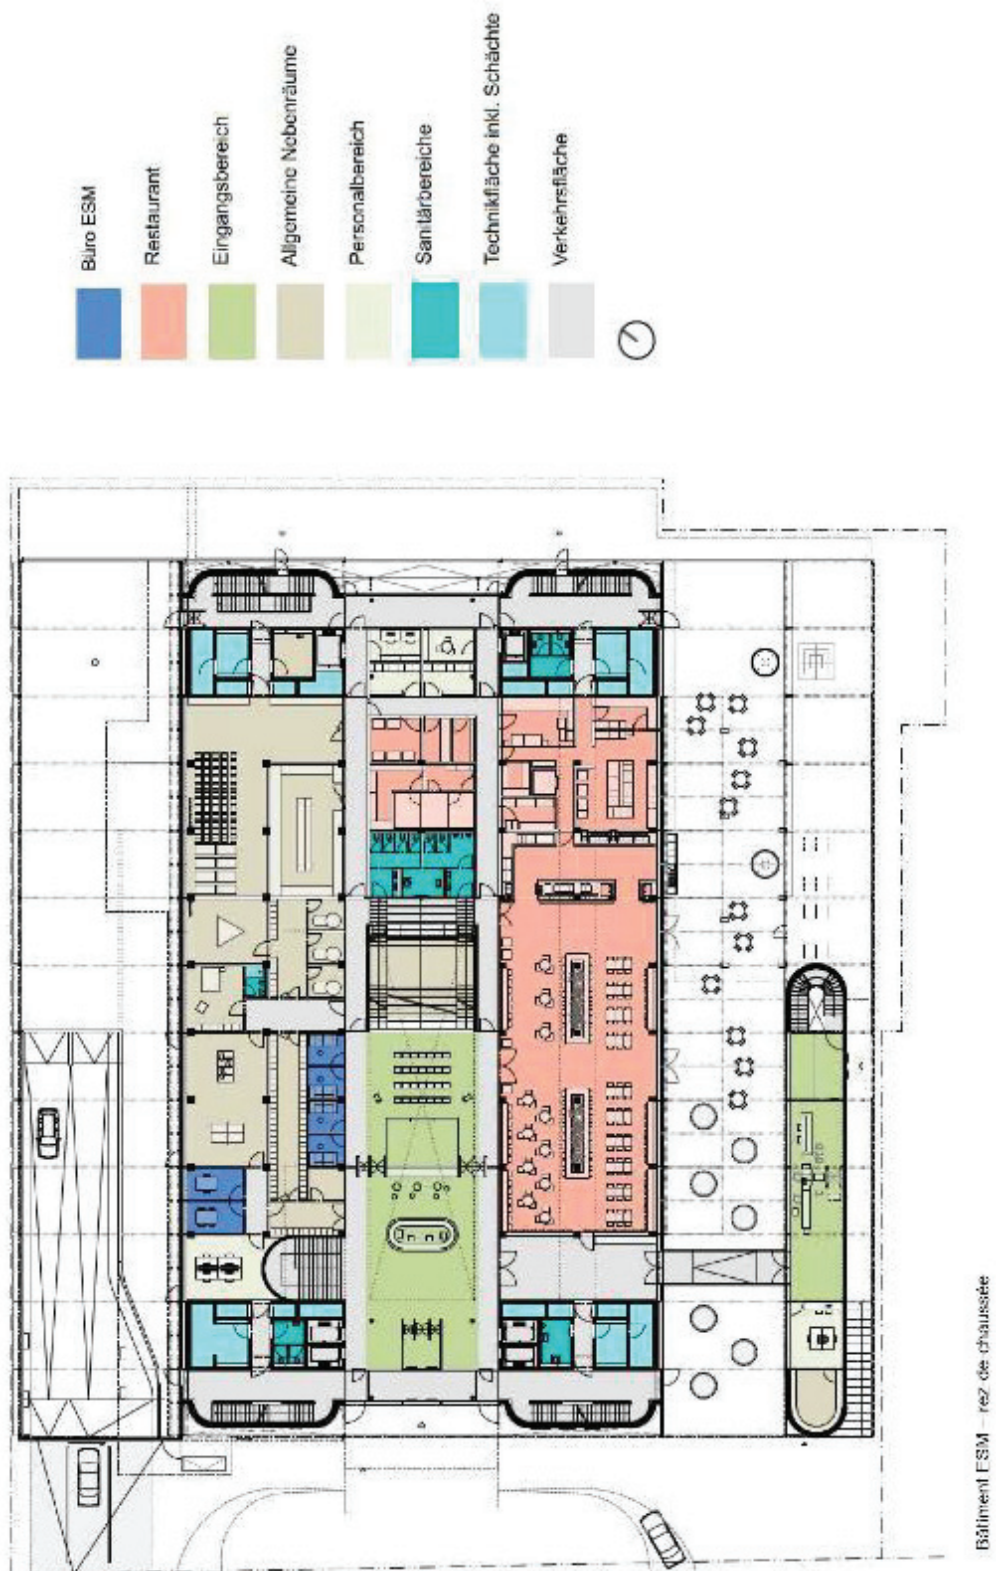 Büro ESM
Restaurant
Eingangsbereich
Allgemeine Nebenräume
Personalbereich
Sanitärbereiche
Technikfläche inkl. Schächte
Verkehrsfläche
Bâtiment ESM – rez de chaussée